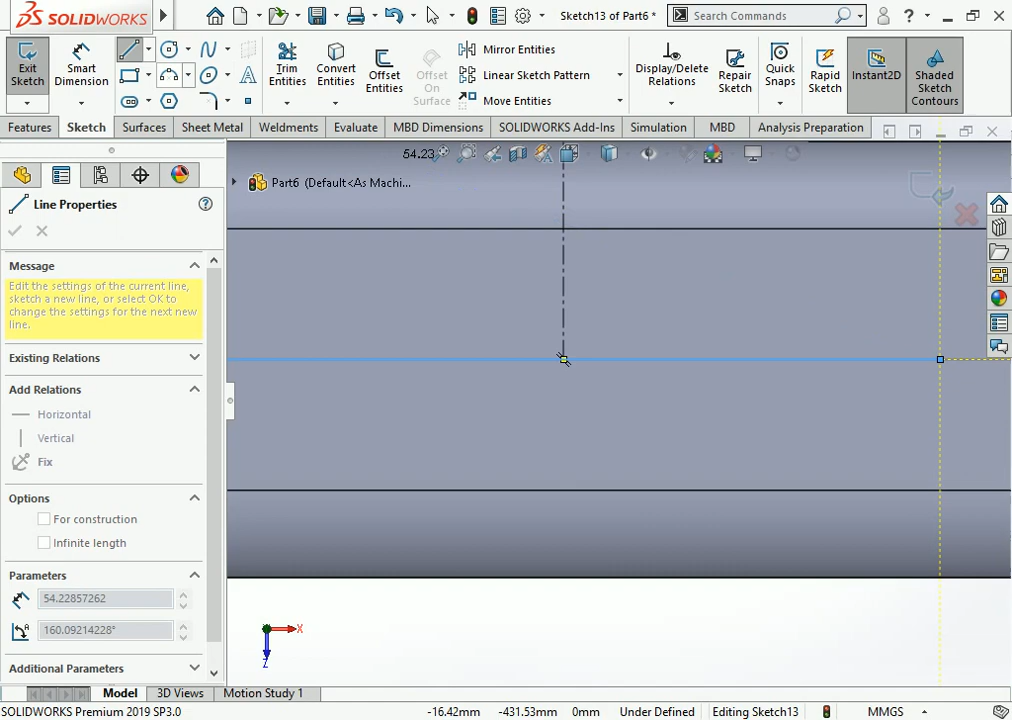 SOLIDWORKS
Sketch13 of Part6 *
Search Commands
?
Exit Sketch
Smart Dimension
Trim Entities
Convert Entities
Offset Entities
Offset On Surface
Mirror Entities
Linear Sketch Pattern
Move Entities
Display/Delete Relations
Repair Sketch
Quick Snaps
Rapid Sketch
Instant2D
Shaded Sketch Contours
Features
Sketch
Surfaces
Sheet Metal
Weldments
Evaluate
MBD Dimensions
SOLIDWORKS Add-Ins
Simulation
MBD
Analysis Preparation
54.23
Part6 (Default<As Machi...
Line Properties
Message
Edit the settings of the current line,
sketch a new line, or select OK to
change the settings for the next new
line.
Existing Relations
Add Relations
Horizontal
Vertical
Fix
Options
For construction
Infinite length
Parameters
54.22857262
160.09214228°
Additional Parameters
X
Z
Model
3D Views
Motion Study 1
SOLIDWORKS Premium 2019 SP3.0
-16.42mm
-431.53mm
0mm
Under Defined
Editing Sketch13
MMGS